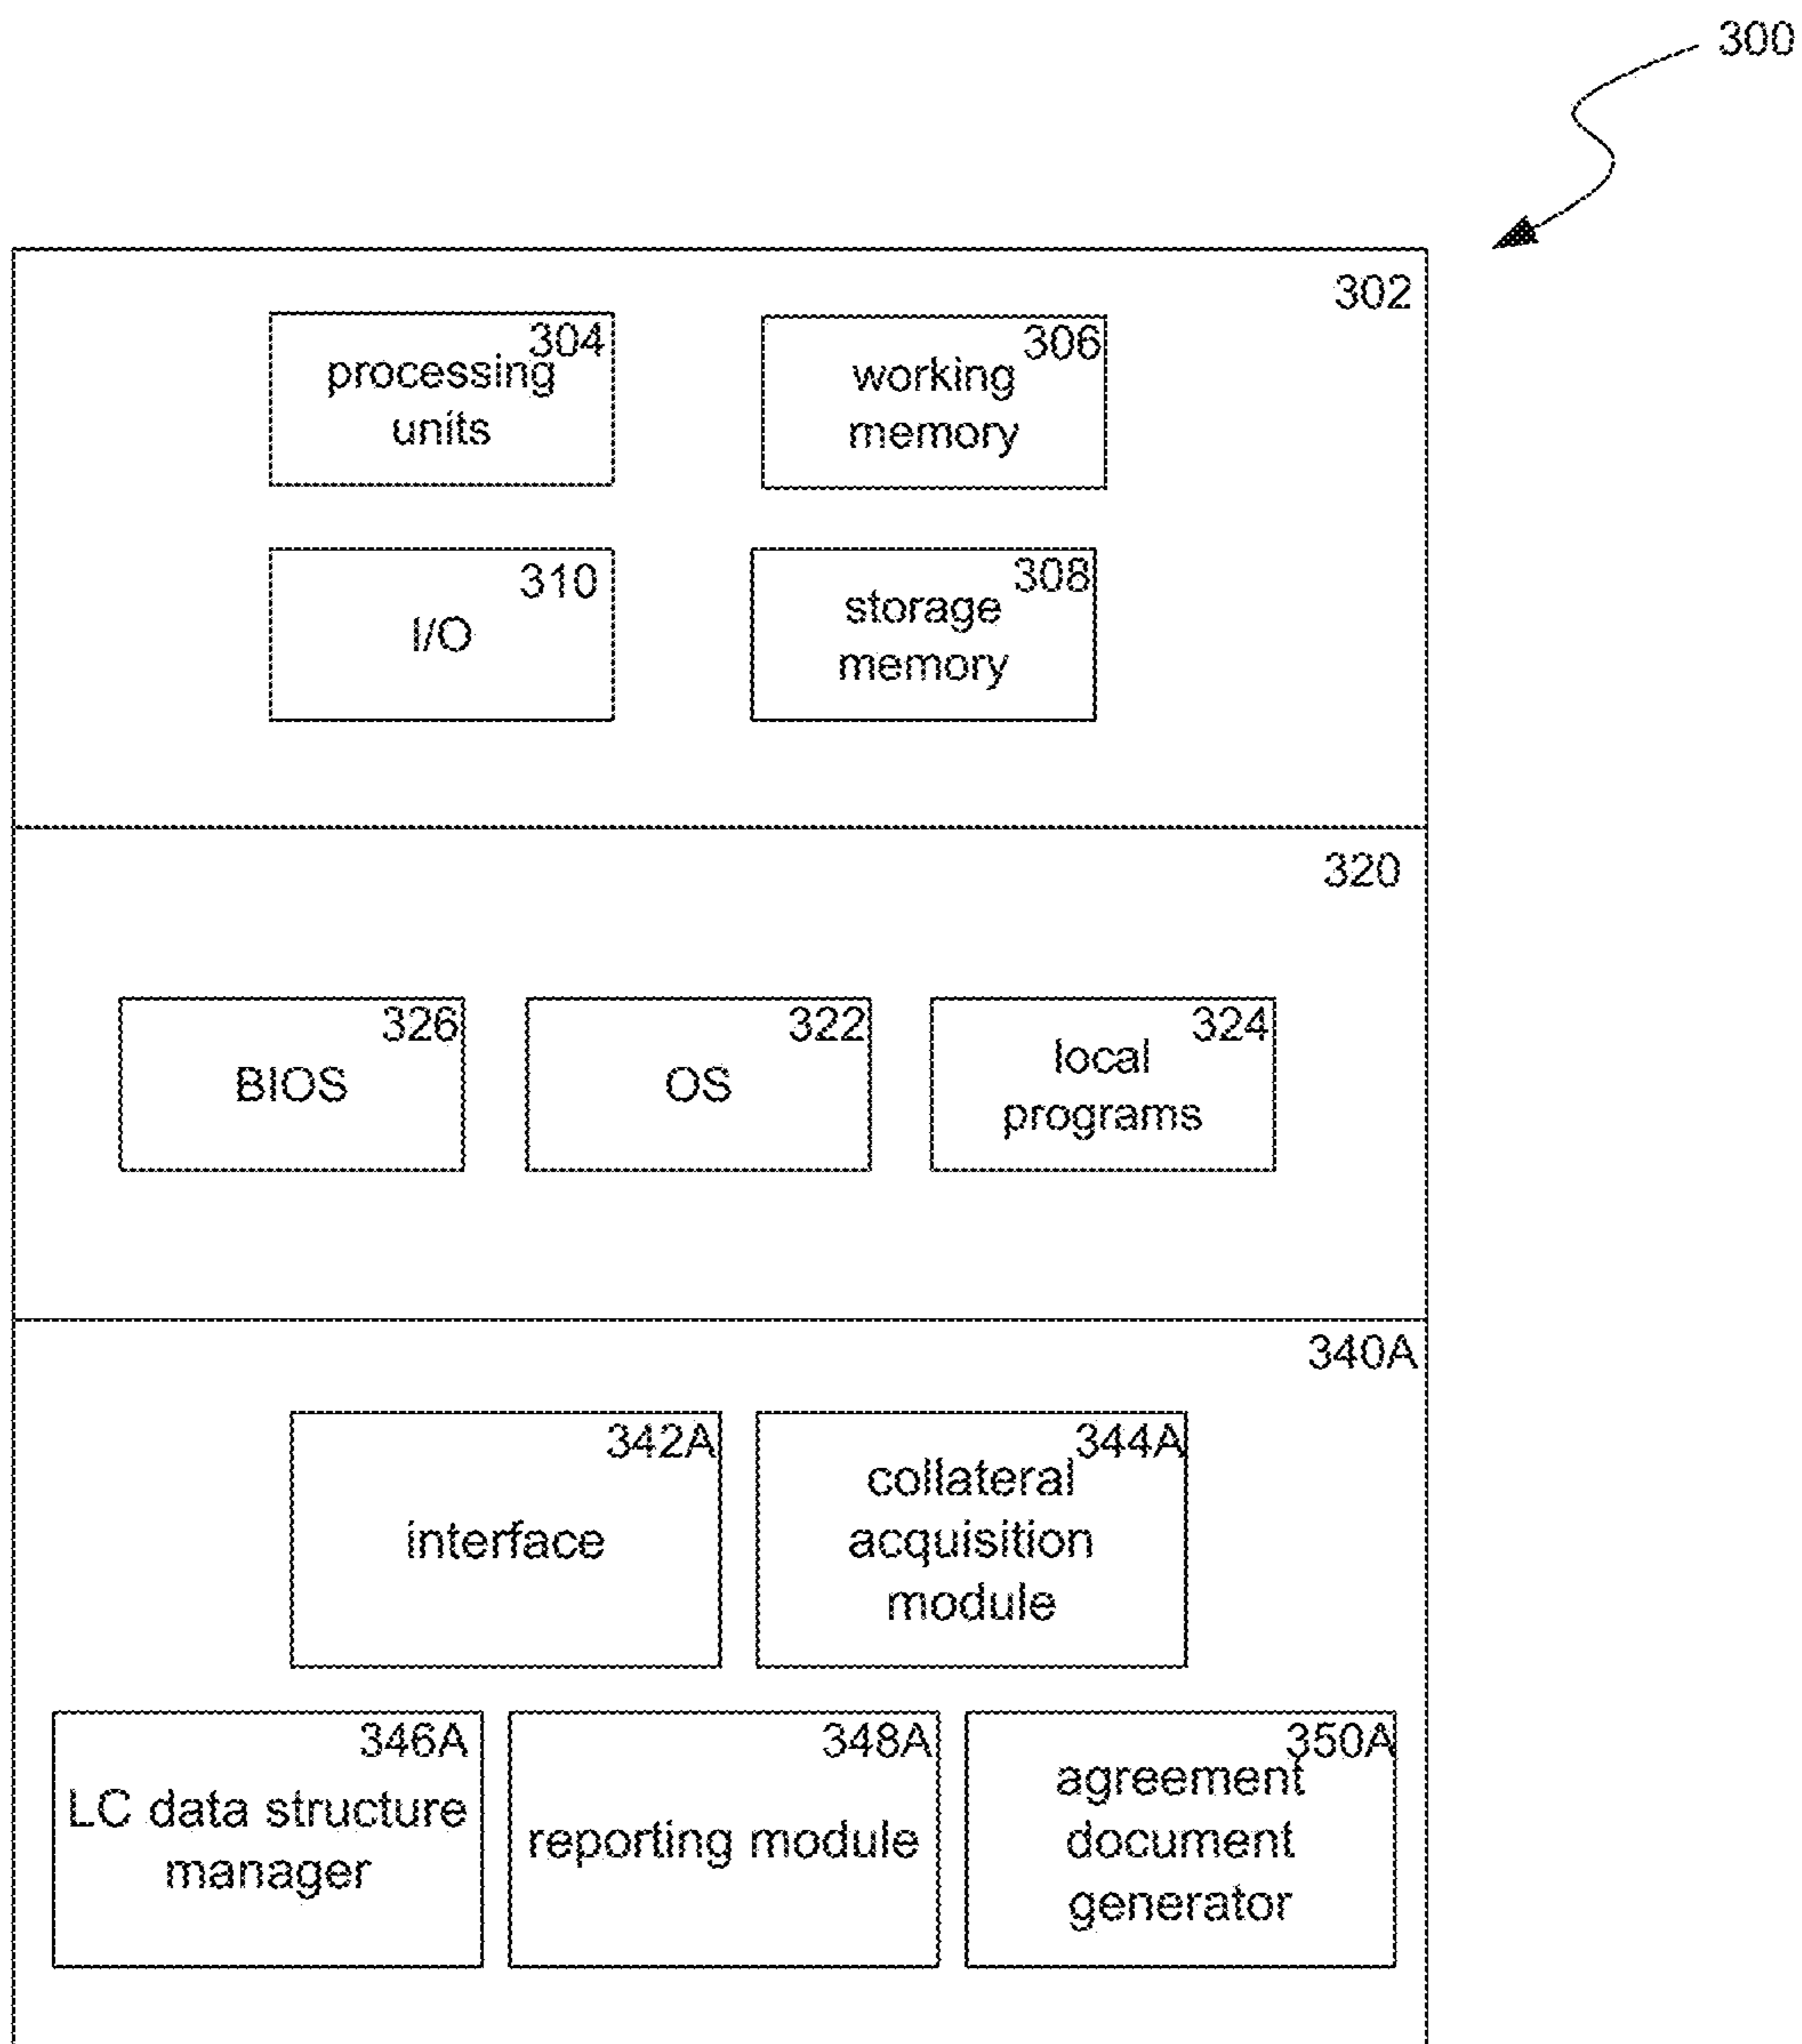 300
302
304
processing
units
306
working
memory
310
I/O
308
storage
memory
320
326
BIOS
322
OS
324
local
programs
340A
342A
interface
344A
collateral
acquisition
module
346A
LC data structure
manager
348A
reporting module
350A
agreement
document
generator